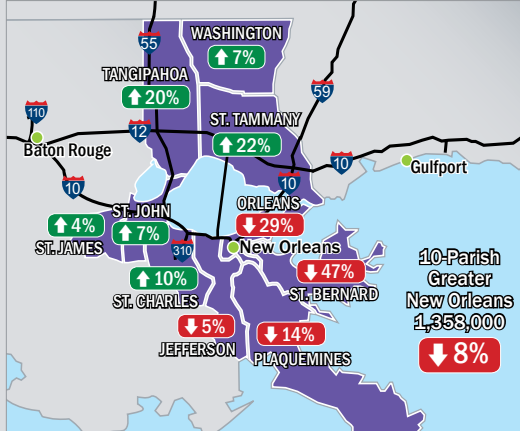 55
WASHINGTON
7%
TANGIPAHOA
20%
59
110
ST. TAMMANY
22%
12
Baton Rouge
10
Gulfport
10
10
ORLEANS
29%
ST. JOHN
7%
4%
ST. JAMES
310
New Orleans
10%
ST. CHARLES
47%
ST. BERNARD
5%
JEFFERSON
14%
PLAQUEMINES
10-Parish
Greater
New Orleans
1,358,000
8%